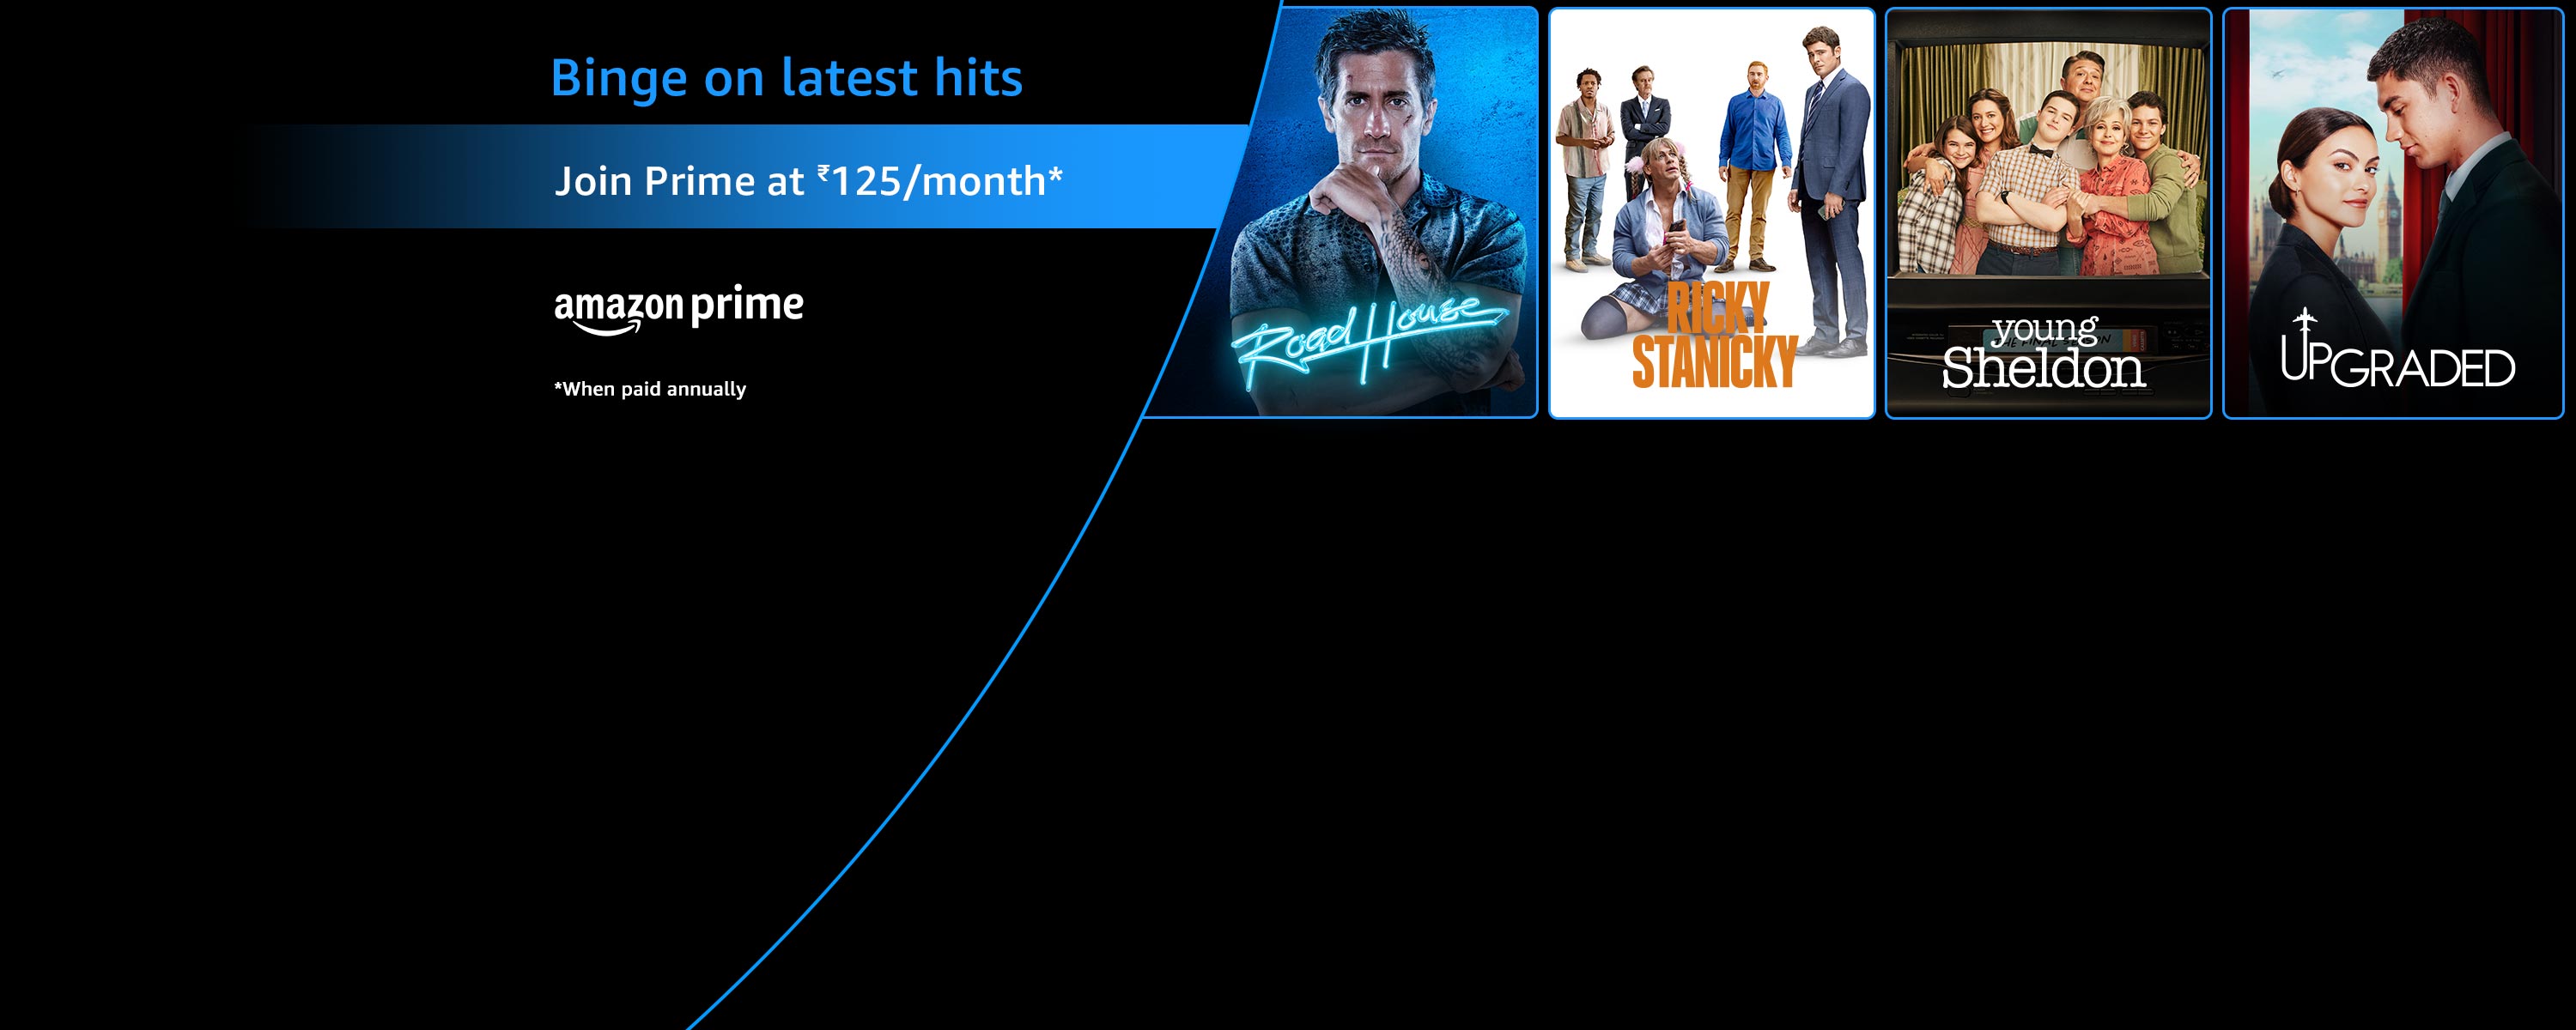 Binge on latest hits
Join Prime at ₹125/month*
amazon prime
*When paid annually
Road House
RICKY
STANICKY
young
Sheldon
UPGRADED